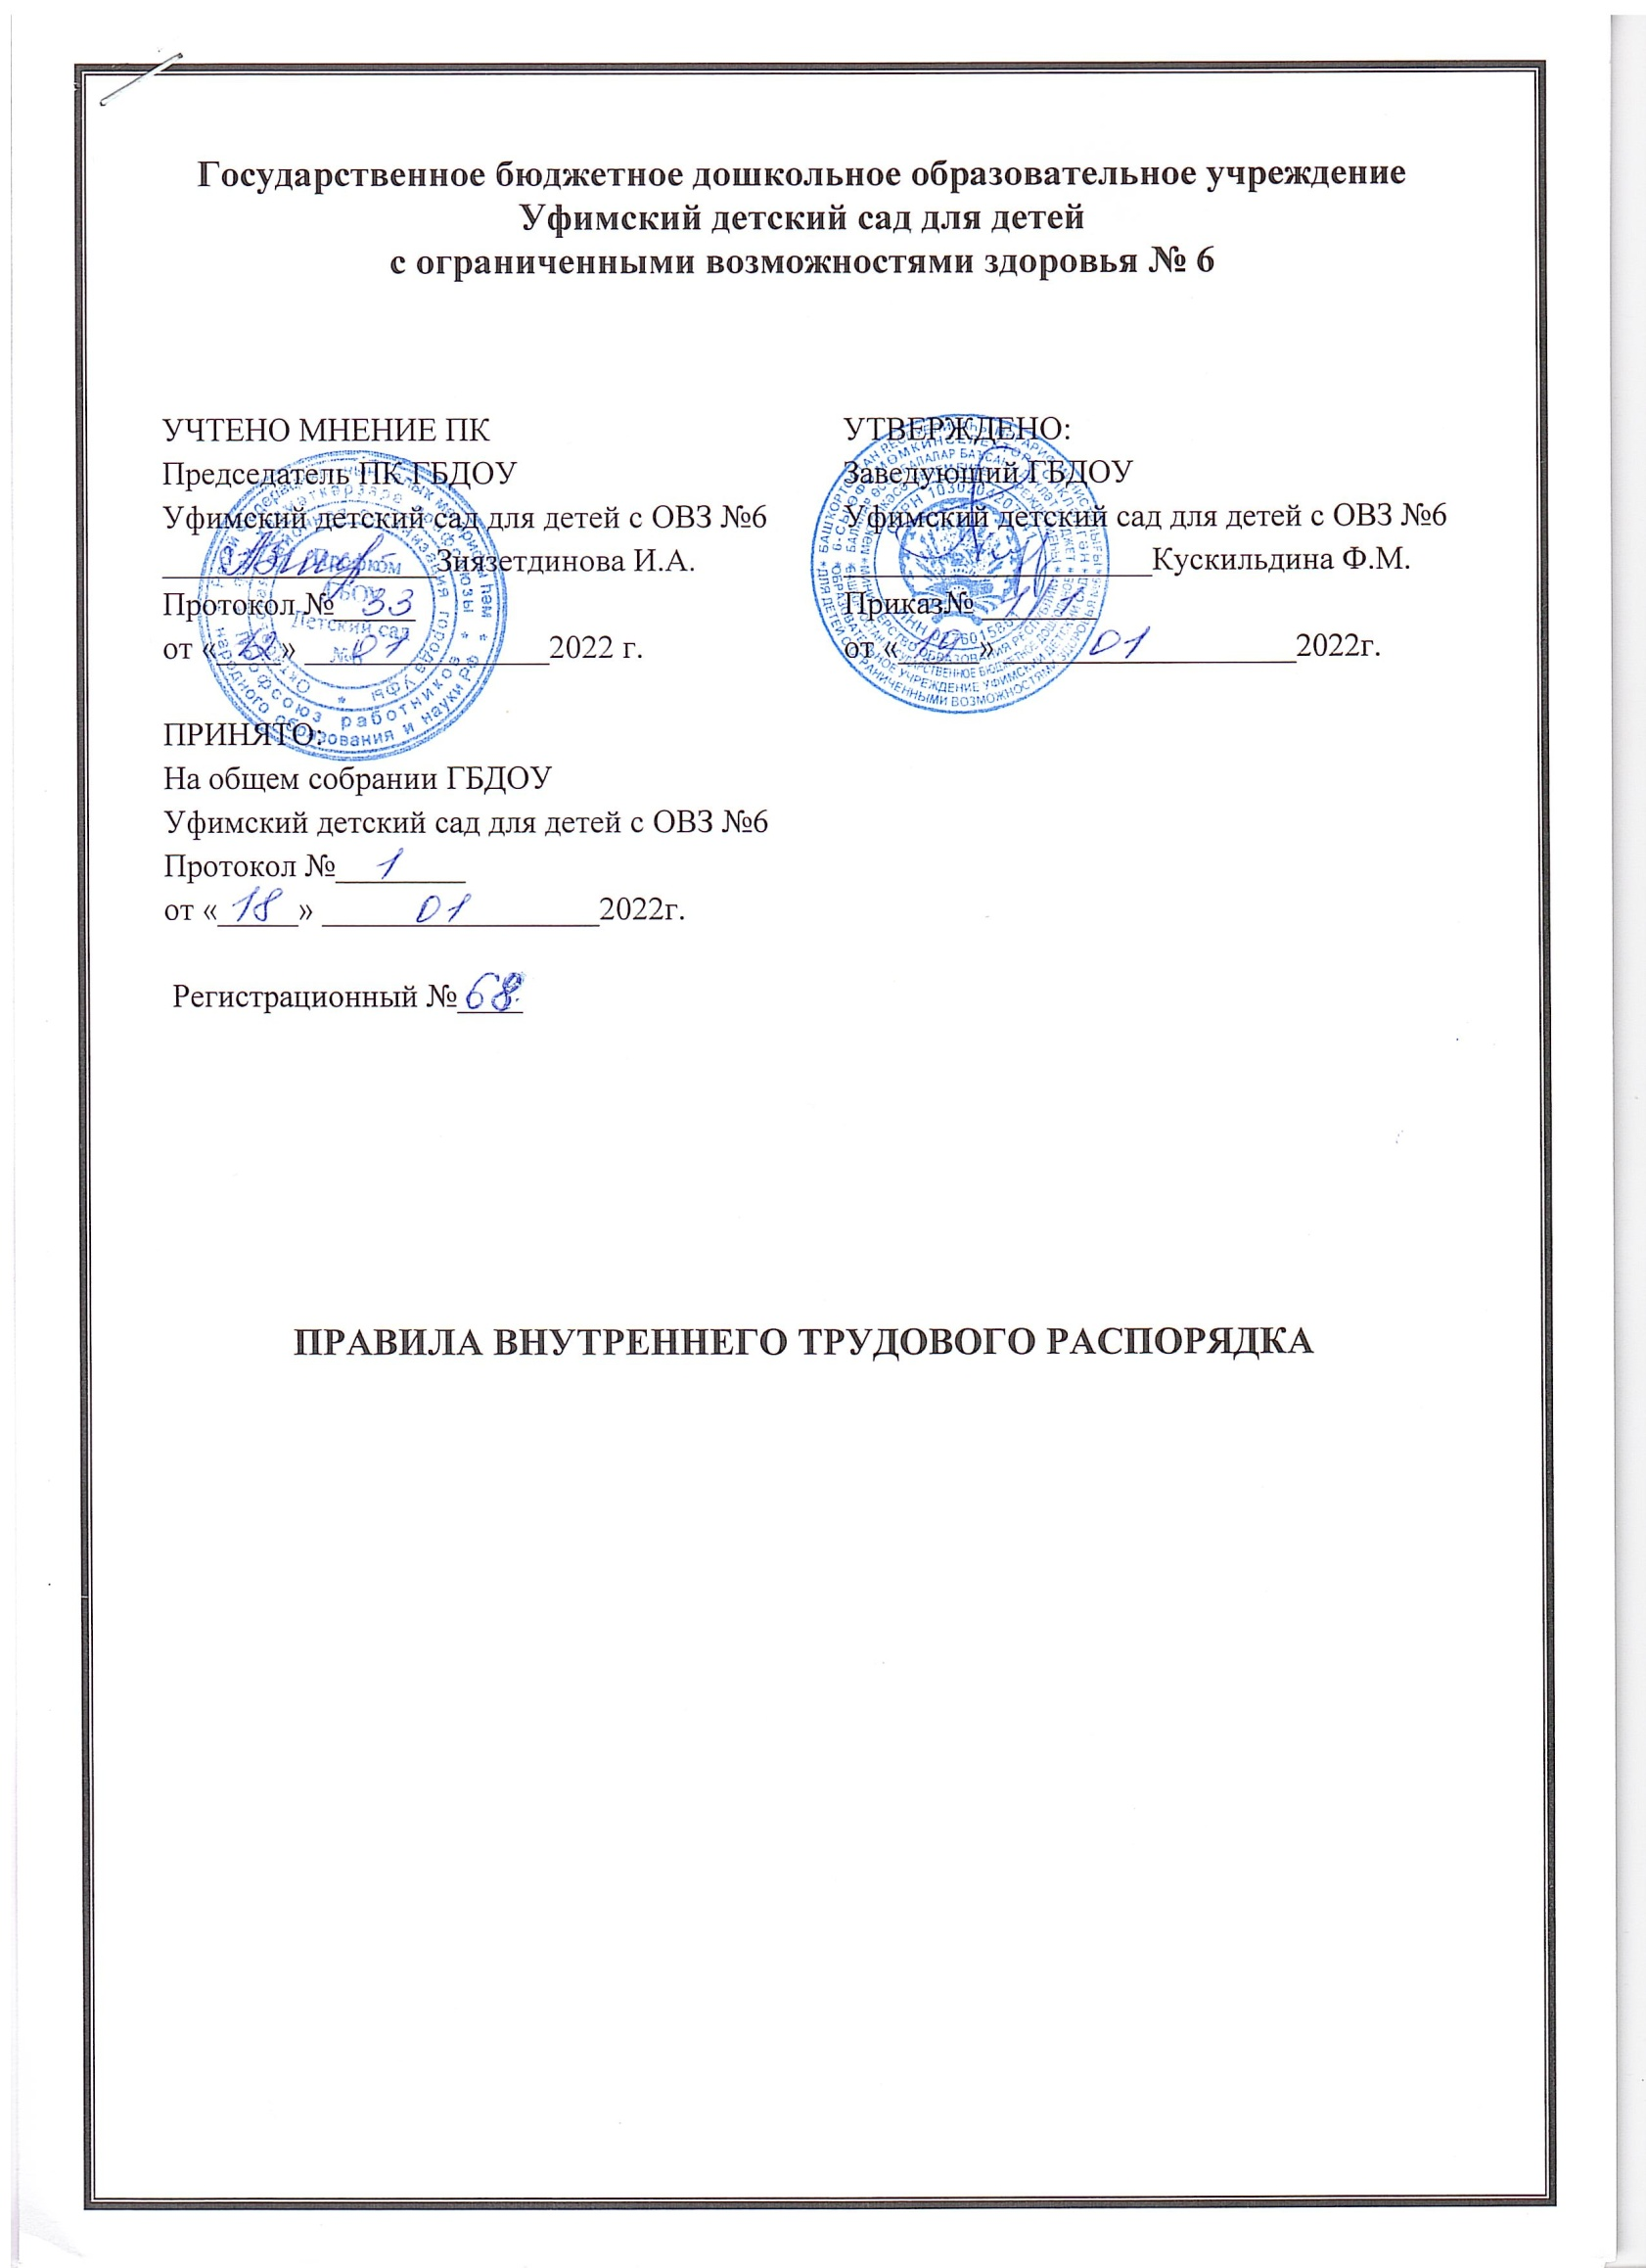 Государственное бюджетное дошкольное образовательное учреждение
Уфимский детский сад для детей
с ограниченными возможностями здоровья № 6
УЧТЕНО МНЕНИЕ ПК
Председатель ПК ГБДОУ
Уфимский детский сад для детей с ОВЗ №6
Зиязетдинова И.А.
Протокол № 33
от « » 01 2022 г.
УТВЕРЖДЕНО:
Заведующий ГБДОУ
Уфимский детский сад для детей с ОВЗ №6
Кускильдина Ф.М.
Приказ№
от « » 01 2022г.
ПРИНЯТО:
На общем собрании ГБДОУ
Уфимский детский сад для детей с ОВЗ №6
Протокол № 1
от «18» 01 2022г.
Регистрационный № 68
ПРАВИЛА ВНУТРЕННЕГО ТРУДОВОГО РАСПОРЯДКА